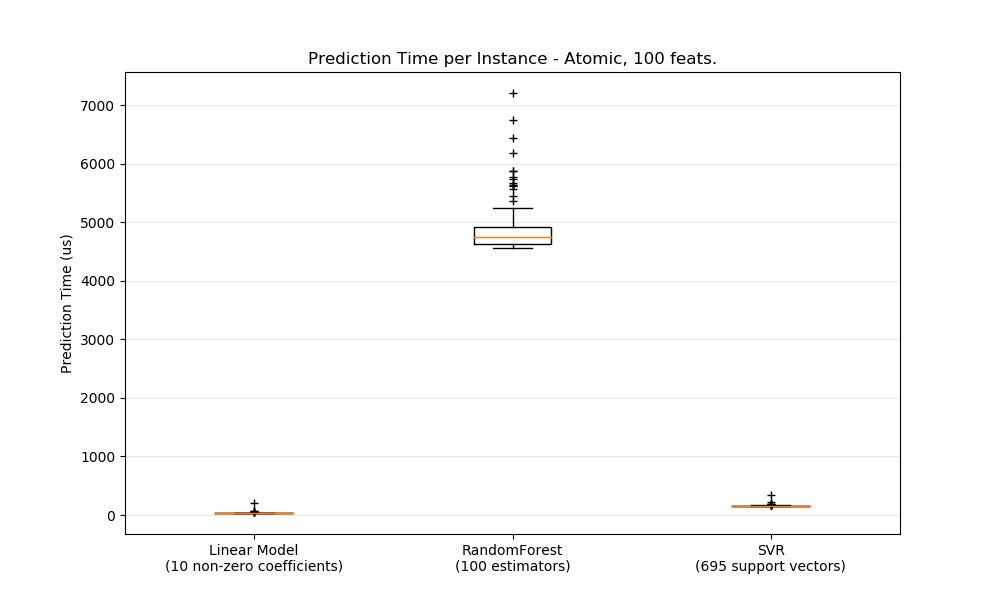 Prediction Time per Instance - Atomic, 100 feats.
Prediction Time (us)
7000
6000
5000
4000
3000
2000
1000
0
Linear Model
(10 non-zero coefficients)
RandomForest
(100 estimators)
SVR
(695 support vectors)